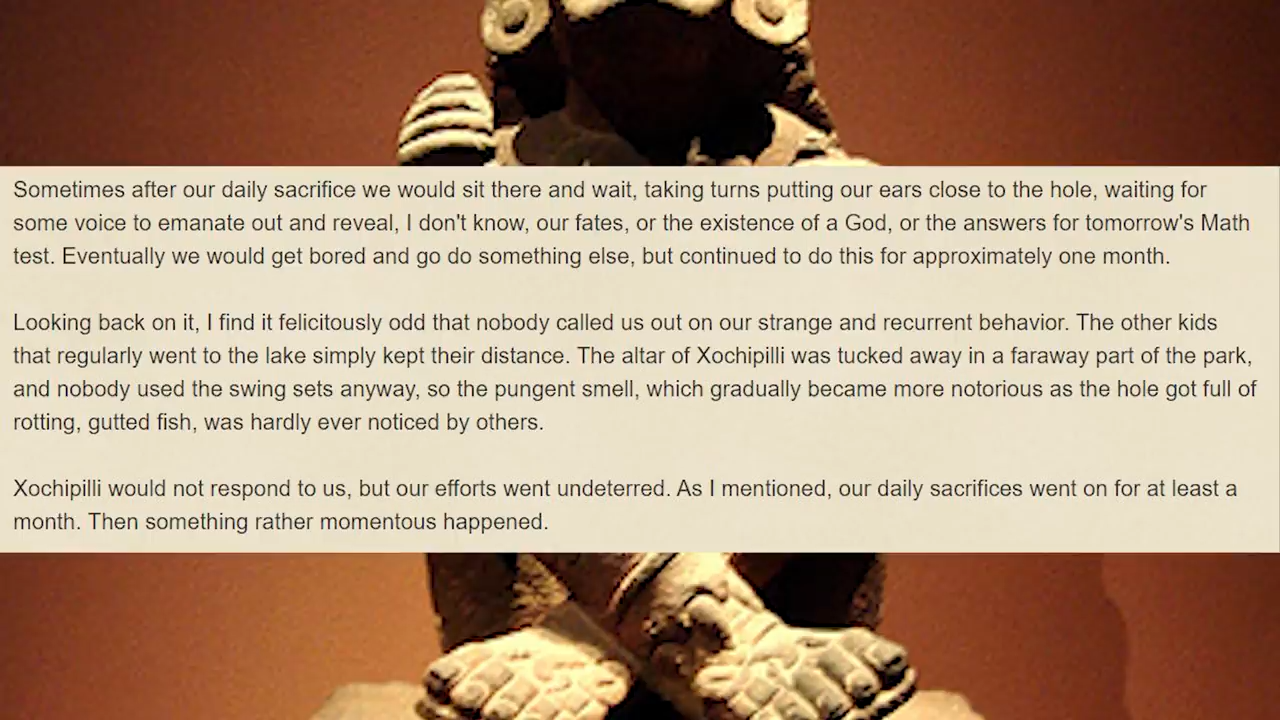 Sometimes after our daily sacrifice we would sit there and wait, taking turns putting our ears close to the hole, waiting for
some voice to emanate out and reveal, I don't know, our fates, or the existence of a God, or the answers for tomorrow's Math
test. Eventually we would get bored and go do something else, but continued to do this for approximately one month.
Looking back on it, I find it felicitously odd that nobody called us out on our strange and recurrent behavior. The other kids
that regularly went to the lake simply kept their distance. The altar of Xochipilli was tucked away in a faraway part of the park,
and nobody used the swing sets anyway, so the pungent smell, which gradually became more notorious as the hole got full of
rotting, gutted fish, was hardly ever noticed by others.
Xochipilli would not respond to us, but our efforts went undeterred. As I mentioned, our daily sacrifices went on for at least a
month. Then something rather momentous happened.